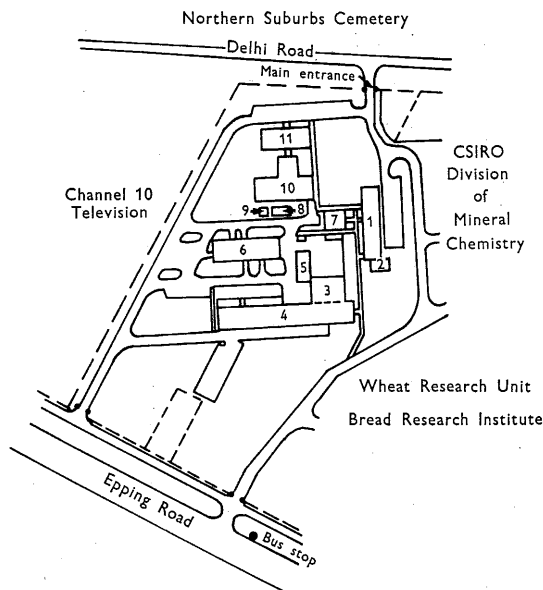 Northern Suburbs Cemetery
Delhi Road
Main entrance
11
CSIRO
Division
of
Mineral
Chemistry
Channel 10
Television
10
9
8
7
1
6
5
2
3
4
Wheat Research Unit
Bread Research Institute
Epping Road
Bus stop